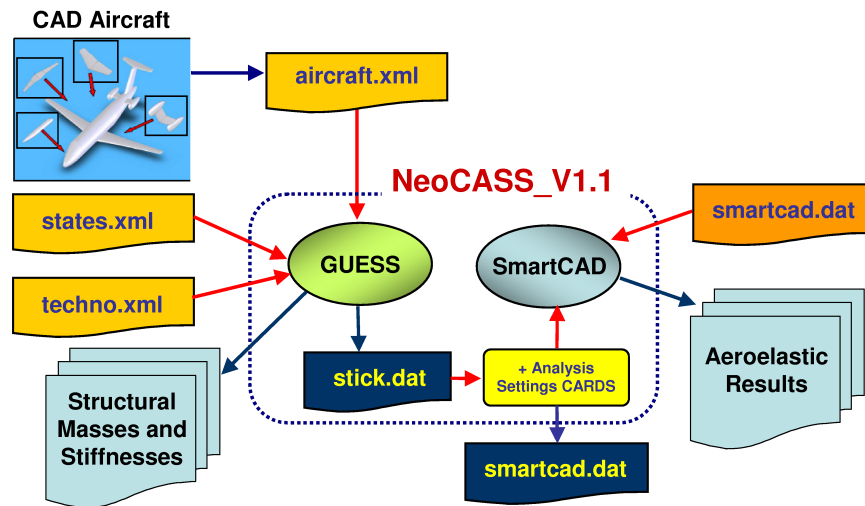 CAD Aircraft
aircraft.xml
NeoCASS_V1.1
states.xml
smartcad.dat
GUESS
SmartCAD
techno.xml
stick.dat
+ Analysis
Settings CARDS
Aeroelastic
Results
Structural
Masses and
Stiffnesses
smartcad.dat